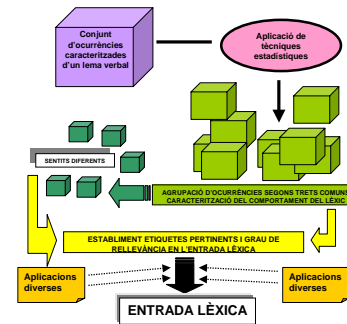 Conjunt
d'ocurrències
caracteritzades
d'un lema verbal
Aplicació de
tècniques
estadístiques
SENTITS DIFERENTS
AGRUPACIÓ D'OCURRÈNCIES SEGONS TRETS COMUNS
CARACTERITZACIÓ DEL COMPORTAMENT DEL LÈXIC
ESTABLIMENT ETIQUETES PERTINENTS I GRAU DE
RELLEVÀNCIA EN L'ENTRADA LÈXICA
Aplicacions
diverses
Aplicacions
diverses
ENTRADA LÈXICA